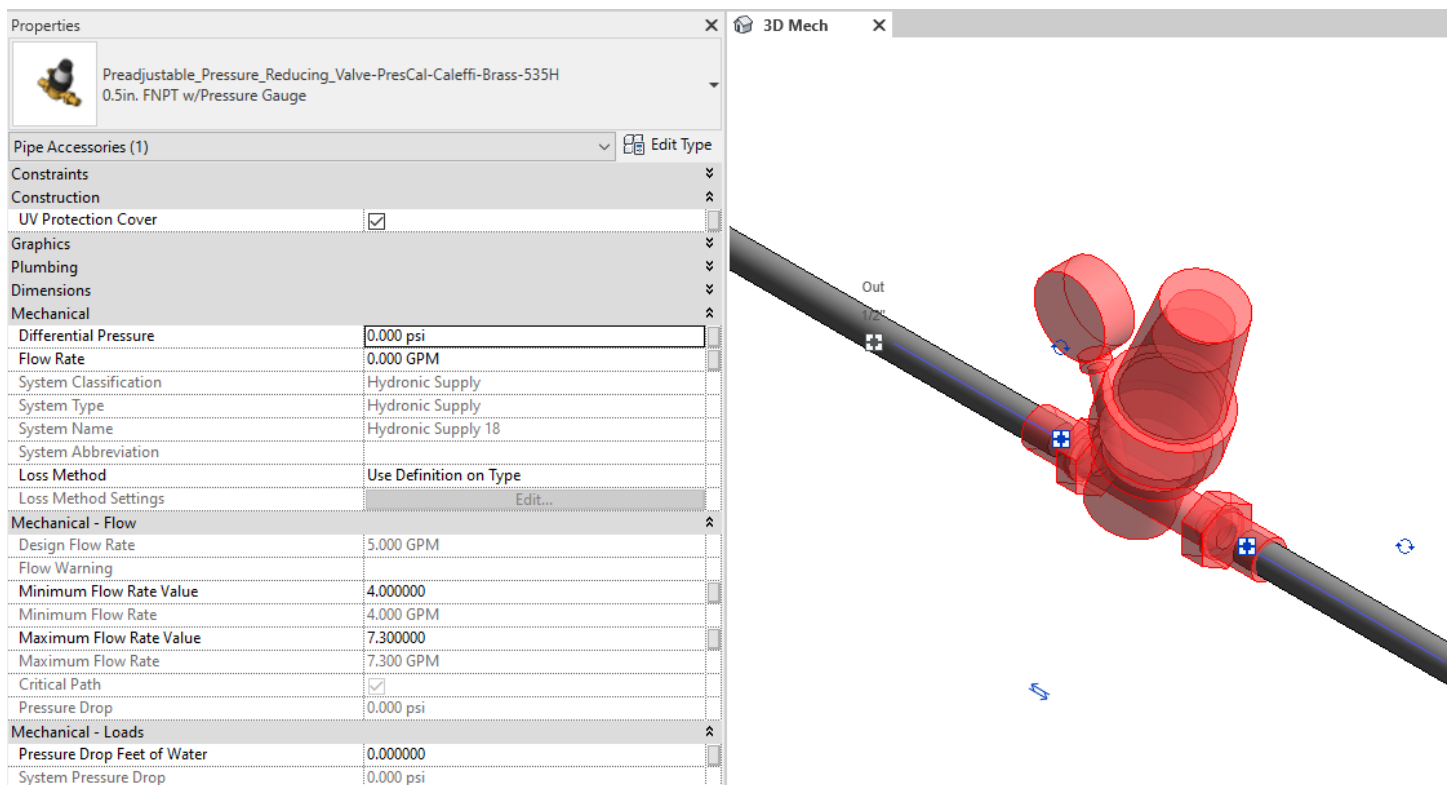 Properties
Preadjustable_Pressure_Reducing_Valve-PresCal-Caleffi-Brass-535H
0.5in. FNPT w/Pressure Gauge
Pipe Accessories (1)
Edit Type
Constraints
Construction
UV Protection Cover
Graphics
Plumbing
Dimensions
Mechanical
Differential Pressure 0.000 psi
Flow Rate 0.000 GPM
System Classification Hydronic Supply
System Type Hydronic Supply
System Name Hydronic Supply 18
System Abbreviation
Loss Method Use Definition on Type
Loss Method Settings Edit...
Mechanical - Flow
Design Flow Rate 5.000 GPM
Flow Warning
Minimum Flow Rate Value 4.000000
Minimum Flow Rate 4.000 GPM
Maximum Flow Rate Value 7.300000
Maximum Flow Rate 7.300 GPM
Critical Path
Pressure Drop 0.000 psi
Mechanical - Loads
Pressure Drop Feet of Water 0.000000
System Pressure Drop 0.000 psi
3D Mech
Out
1/2"